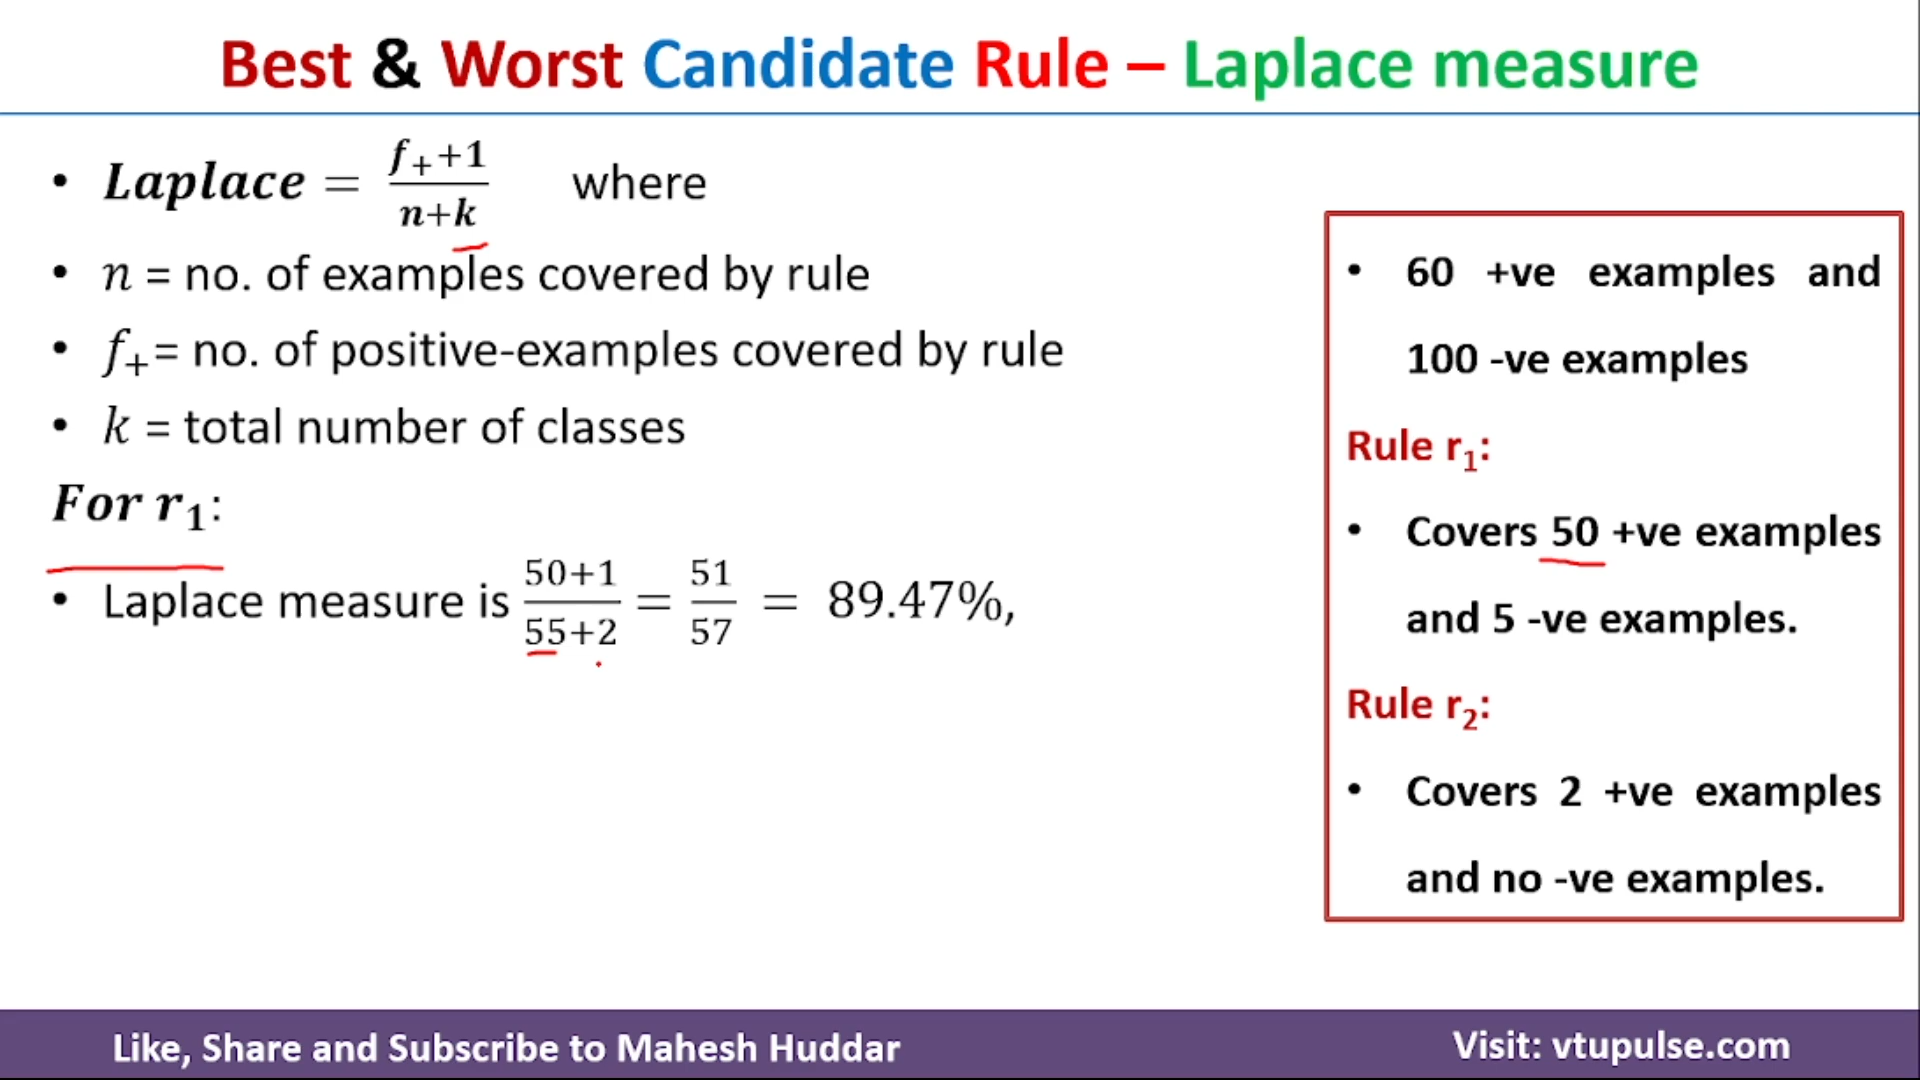 Best & Worst Candidate Rule – Laplace measure
• Laplace = (f₊+1)/(n+k) where
• n = no. of examples covered by rule
• f₊= no. of positive-examples covered by rule
• k = total number of classes
For r₁:
• Laplace measure is (50+1)/(55+2) = 51/57 = 89.47%,
• 60 +ve examples and
100 -ve examples
Rule r₁:
• Covers 50 +ve examples
and 5 -ve examples.
Rule r₂:
• Covers 2 +ve examples
and no -ve examples.
Like, Share and Subscribe to Mahesh Huddar
Visit: vtupulse.com